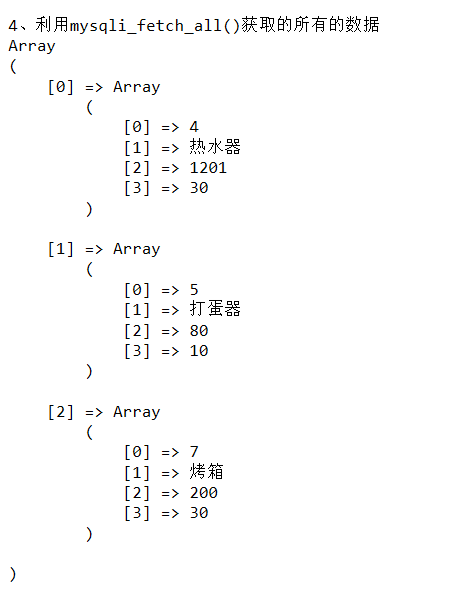 4、利用mysqli_fetch_all()获取的所有的数据
Array
(
    [0] => Array
        (
            [0] => 4
            [1] => 热水器
            [2] => 1201
            [3] => 30
        )

    [1] => Array
        (
            [0] => 5
            [1] => 打蛋器
            [2] => 80
            [3] => 10
        )

    [2] => Array
        (
            [0] => 7
            [1] => 烤箱
            [2] => 200
            [3] => 30
        )

)